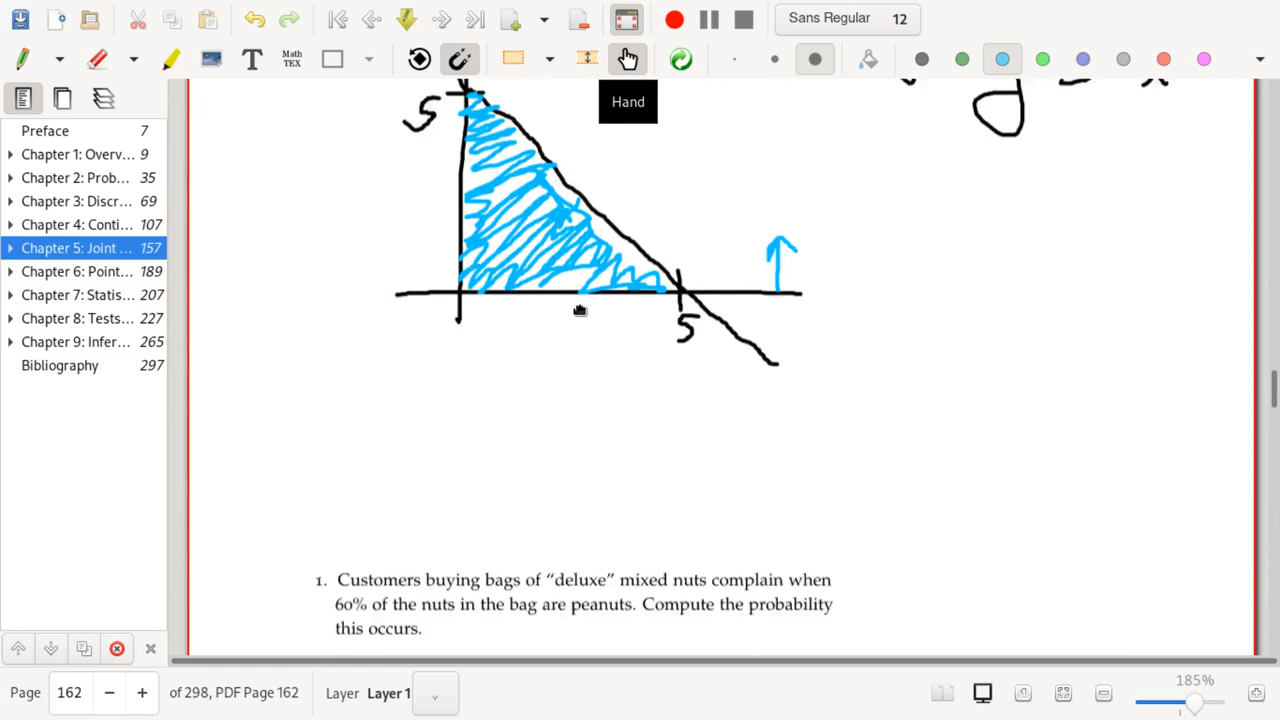 Sans Regular 12
T Math TEX
Hand
5
y = x
Preface 7
Chapter 1: Overv... 9
Chapter 2: Prob... 35
Chapter 3: Discr... 69
Chapter 4: Conti... 107
Chapter 5: Joint ... 157
Chapter 6: Point... 189
Chapter 7: Statis... 207
Chapter 8: Tests... 227
Chapter 9: Infer... 265
Bibliography 297
5
1. Customers buying bags of “deluxe” mixed nuts complain when
60% of the nuts in the bag are peanuts. Compute the probability
this occurs.
Page 162 of 298, PDF Page 162 Layer Layer 1 185%